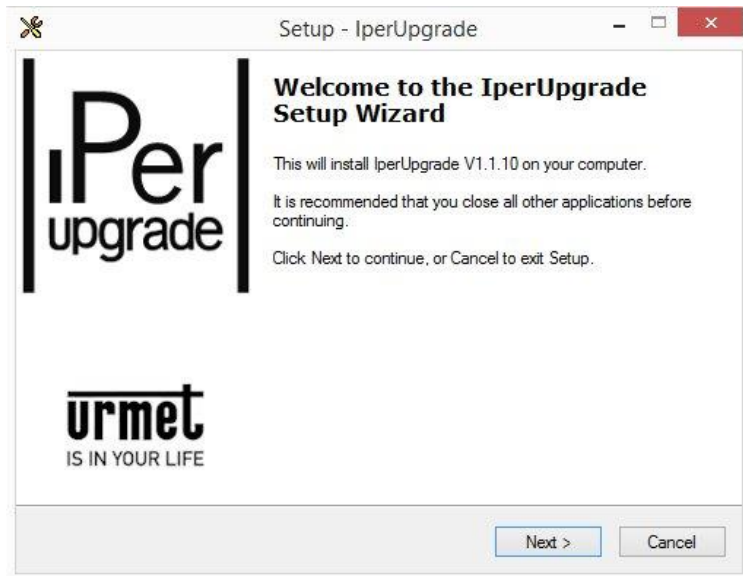 Setup - IperUpgrade
iPer
upgrade
Welcome to the IperUpgrade
Setup Wizard
This will install IperUpgrade V1.1.10 on your computer.
It is recommended that you close all other applications before
continuing.
Click Next to continue, or Cancel to exit Setup.
urmet
IS IN YOUR LIFE
Next >
Cancel